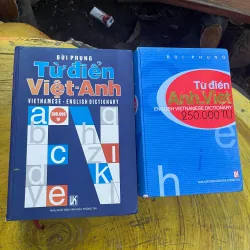 BÙI PHỤNG
Từ điển
Việt-Anh
VIETNAMESE - ENGLISH DICTIONARY
a
b
h
n
d
z
i
c
k
l
y
e
BÙI PHỤNG
Từ điển
Anh Việt
ENGLISH VIETNAMESE DICTIONARY
250.000 TỪ
e
h